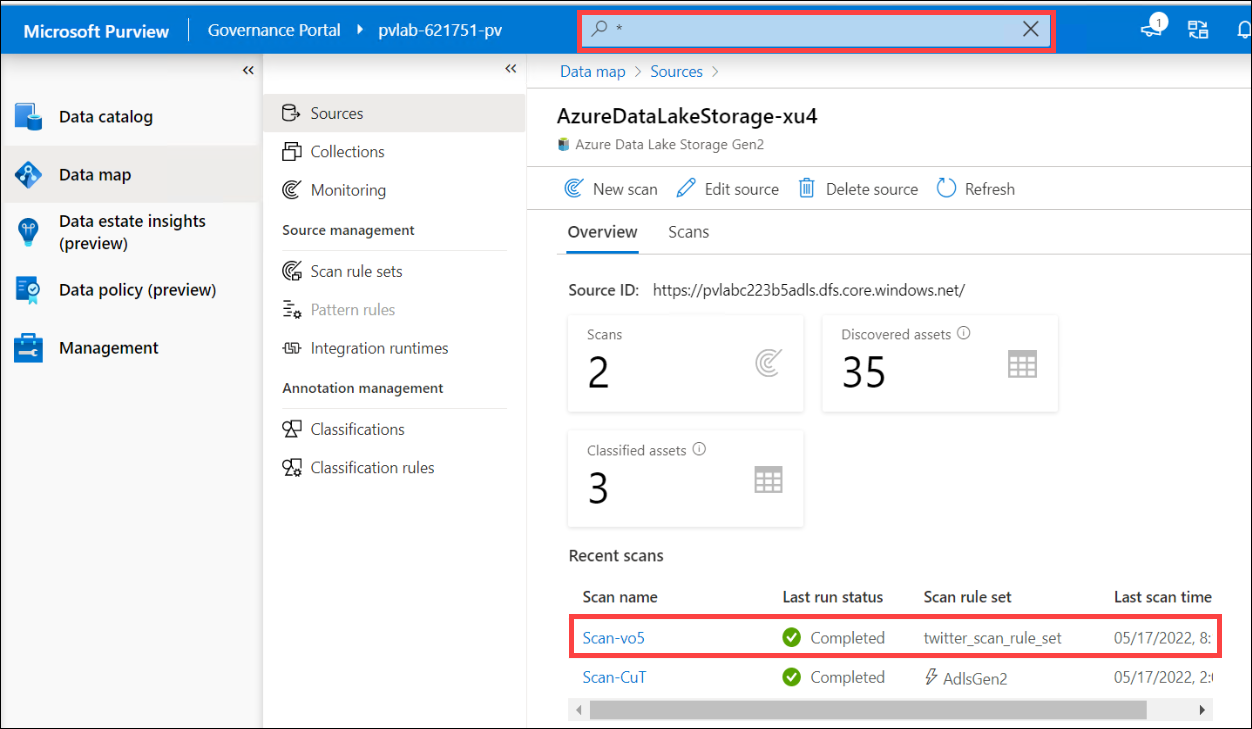 Microsoft Purview
Governance Portal
pvlab-621751-pv
*
1
Data catalog
Data map
Data estate insights
(preview)
Data policy (preview)
Management
Sources
Collections
Monitoring
Source management
Scan rule sets
Pattern rules
Integration runtimes
Annotation management
Classifications
Classification rules
Data map > Sources >
AzureDataLakeStorage-xu4
Azure Data Lake Storage Gen2
New scan
Edit source
Delete source
Refresh
Overview
Scans
Source ID: https://pvlabc223b5adls.dfs.core.windows.net/
Scans
2
Discovered assets
35
Classified assets
3
Recent scans
Scan name Last run status Scan rule set Last scan time
Scan-vo5 Completed twitter_scan_rule_set 05/17/2022, 8:
Scan-CuT Completed AdlsGen2 05/17/2022, 2: